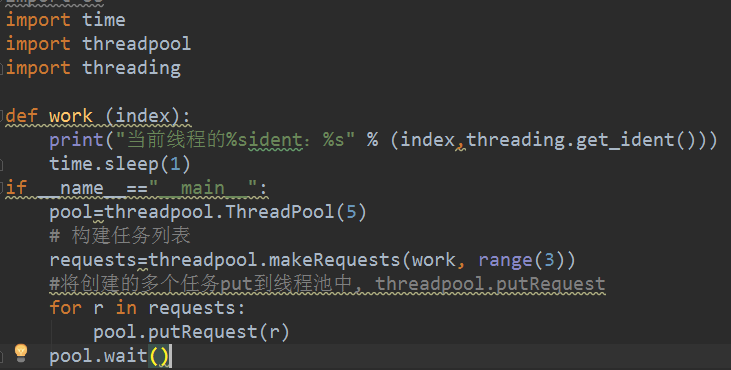 import time
import threadpool
import threading
def work (index):
    print("当前线程的%sident：%s" % (index,threading.get_ident()))
    time.sleep(1)
if __name__=="__main__":
    pool=threadpool.ThreadPool(5)
    # 构建任务列表
    requests=threadpool.makeRequests(work, range(3))
    #将创建的多个任务put到线程池中，threadpool.putRequest
    for r in requests:
        pool.putRequest(r)
    pool.wait()